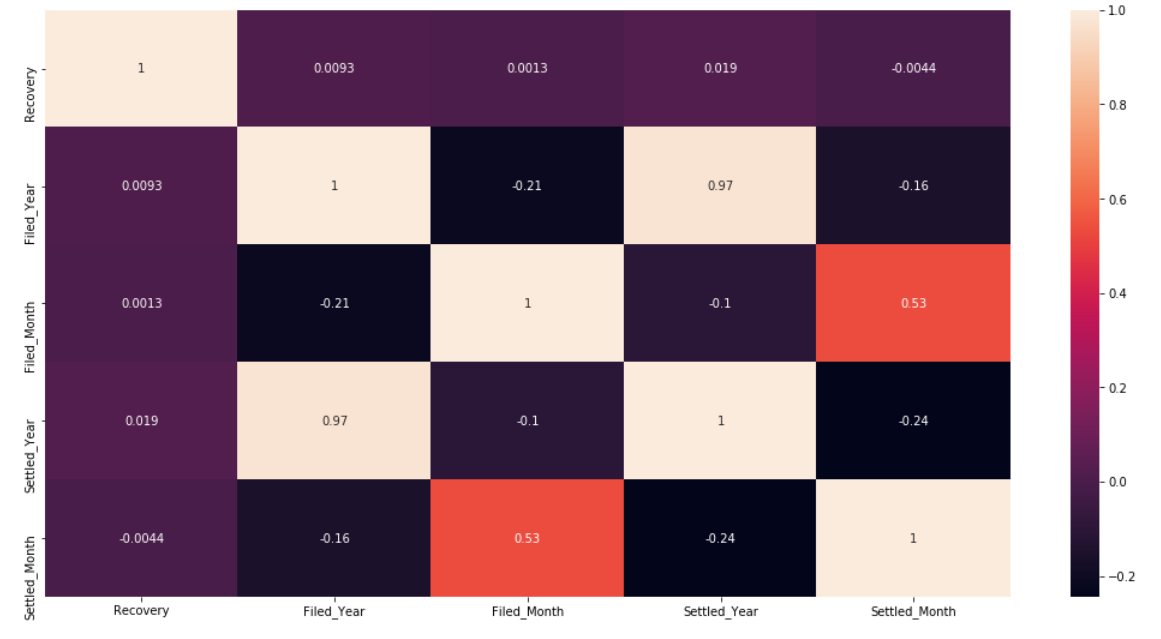 Recovery 1 0.0093 0.0013 0.019 -0.0044
Filed_Year 0.0093 1 -0.21 0.97 -0.16
Filed_Month 0.0013 -0.21 1 -0.1 0.53
Settled_Year 0.019 0.97 -0.1 1 -0.24
Settled_Month -0.0044 -0.16 0.53 -0.24 1
Recovery Filed_Year Filed_Month Settled_Year Settled_Month
1.0
0.8
0.6
0.4
0.2
0.0
−0.2